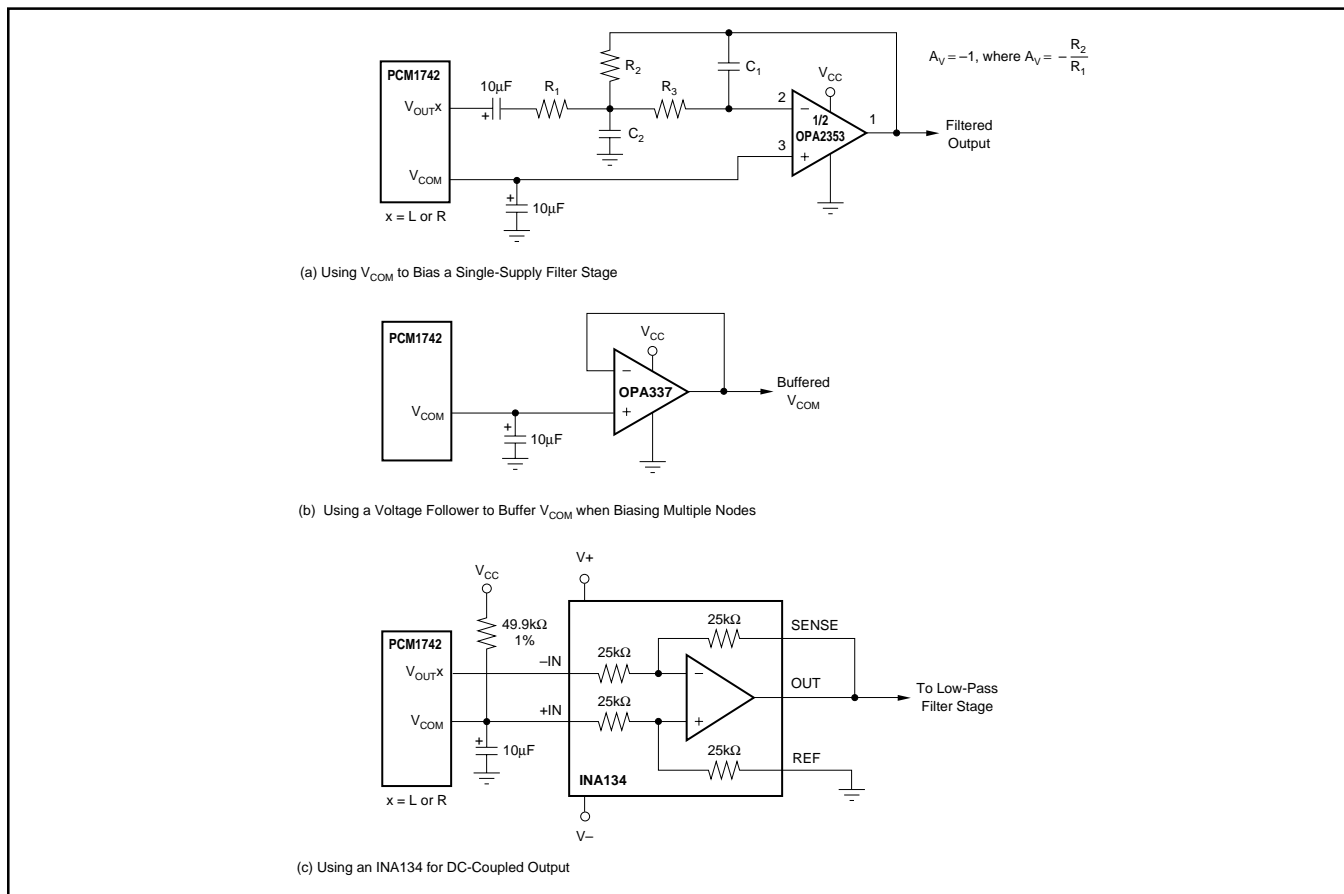 A_V = –1, where A_V = – R_2 / R_1
PCM1742
V_OUTX
V_COM
x = L or R
10μF
+
R_1
R_2
R_3
C_1
C_2
V_CC
2
–
1/2
OPA2353
3
+
1
Filtered
Output
+
10μF
(a) Using V_COM to Bias a Single-Supply Filter Stage
PCM1742
V_COM
+
10μF
V_CC
–
OPA337
+
Buffered
V_COM
(b) Using a Voltage Follower to Buffer V_COM when Biasing Multiple Nodes
V+
V_CC
49.9kΩ
1%
PCM1742
V_OUTX
V_COM
x = L or R
+
10μF
–IN
+IN
25kΩ
25kΩ
25kΩ
25kΩ
–
+
SENSE
OUT
REF
INA134
V–
To Low-Pass
Filter Stage
(c) Using an INA134 for DC-Coupled Output